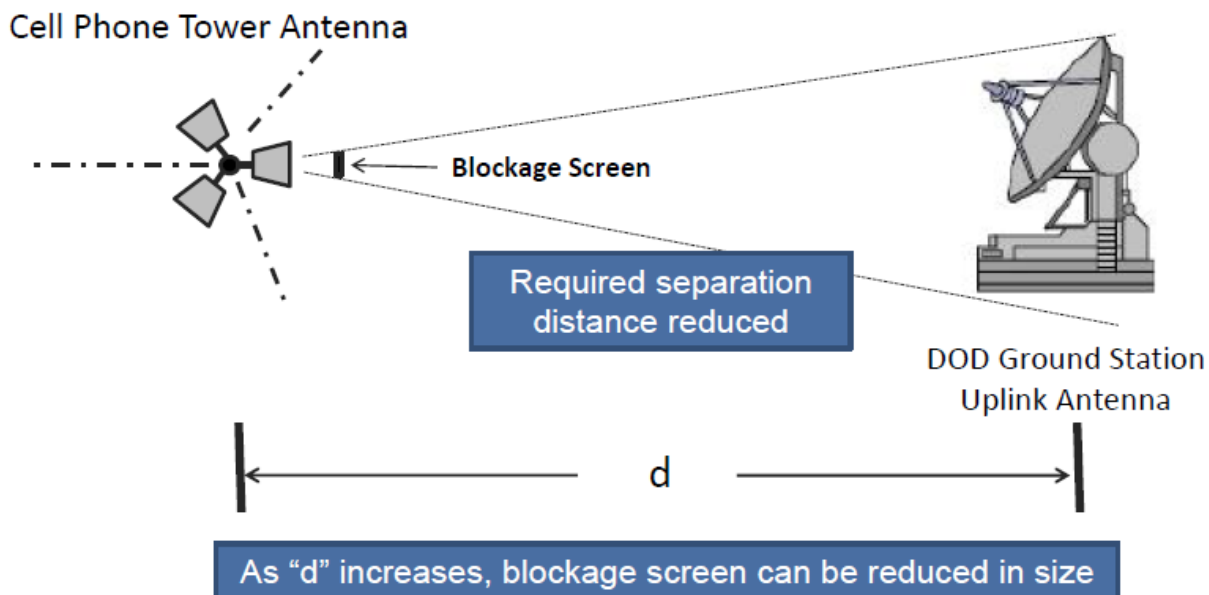 Cell Phone Tower Antenna
Blockage Screen
Required separation
distance reduced
DOD Ground Station
Uplink Antenna
d
As “d” increases, blockage screen can be reduced in size